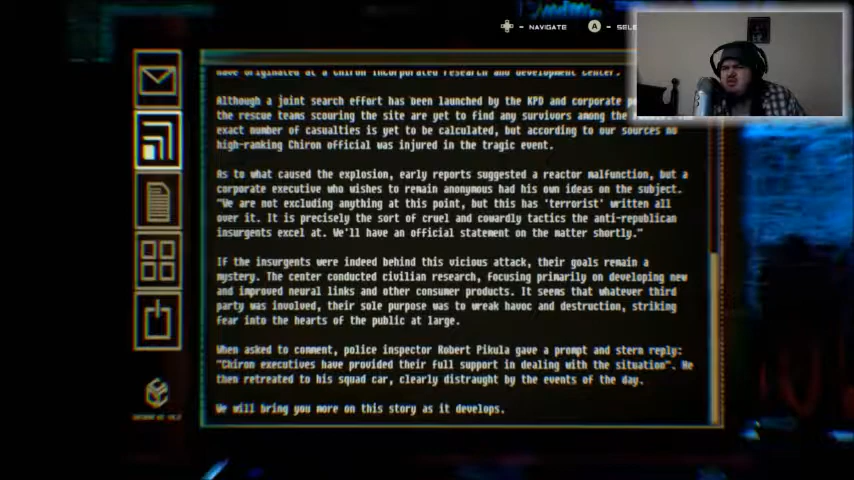 - NAVIGATE A - SELE
have originated at a Chiron Incorporated research and development center.
Although a joint search effort has been launched by the KPD and corporate
the rescue teams scouring the site are yet to find any survivors among the
exact number of casualties is yet to be calculated, but according to our sources no
high-ranking Chiron official was injured in the tragic event.
As to what caused the explosion, early reports suggested a reactor malfunction, but a
corporate executive who wishes to remain anonymous had his own ideas on the subject.
"We are not excluding anything at this point, but this has 'terrorist' written all
over it. It is precisely the sort of cruel and cowardly tactics the anti-republican
insurgents excel at. We'll have an official statement on the matter shortly."
If the insurgents were indeed behind this vicious attack, their goals remain a
mystery. The center conducted civilian research, focusing primarily on developing new
and improved neural links and other consumer products. It seems that whatever third
party was involved, their sole purpose was to wreak havoc and destruction, striking
fear into the hearts of the public at large.
When asked to comment, police inspector Robert Pikula gave a prompt and stern reply:
"Chiron executives have provided their full support in dealing with the situation". He
then retreated to his squad car, clearly distraught by the events of the day.
We will bring you more on this story as it develops.